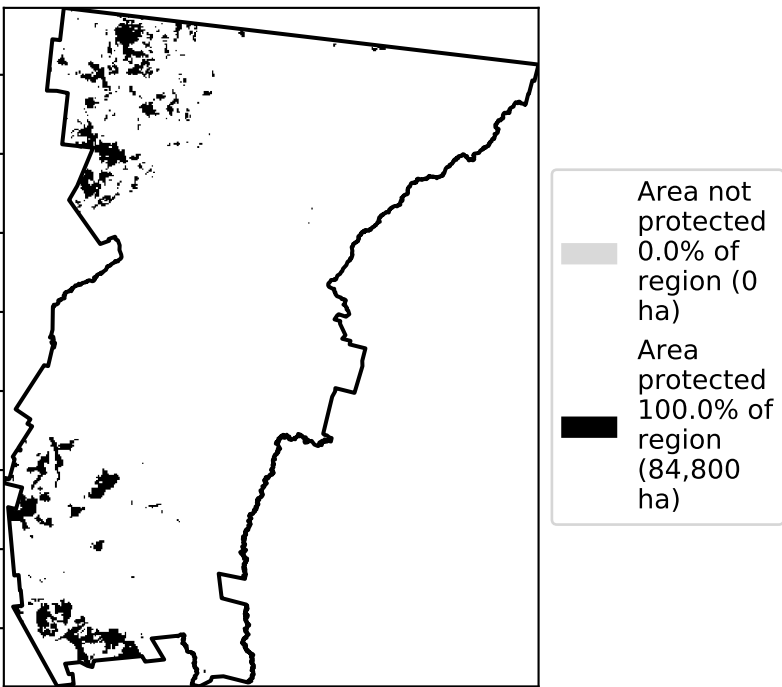 Area not
protected
0.0% of
region (0
ha)
Area
protected
100.0% of
region
(84,800
ha)